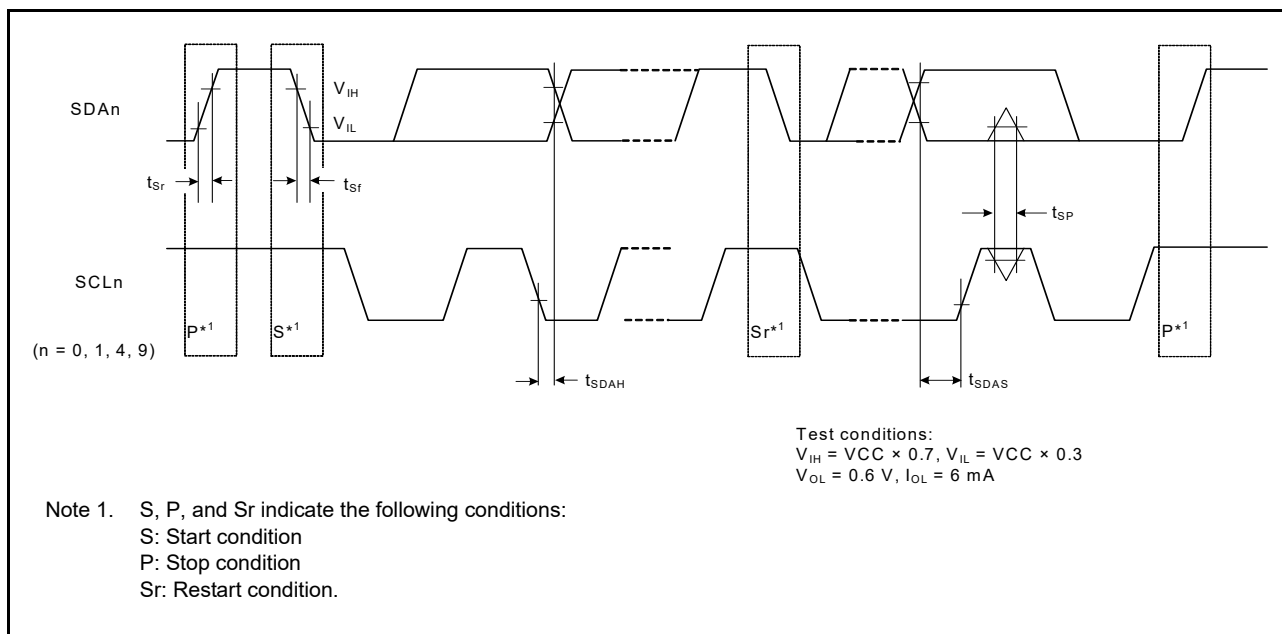 SDAn
V_IH
V_IL
t_Sr
t_Sf
t_SP
SCLn
P*1
S*1
Sr*1
P*1
(n = 0, 1, 4, 9)
t_SDAH
t_SDAS
Test conditions:
V_IH = VCC × 0.7, V_IL = VCC × 0.3
V_OL = 0.6 V, I_OL = 6 mA
Note 1. S, P, and Sr indicate the following conditions:
S: Start condition
P: Stop condition
Sr: Restart condition.